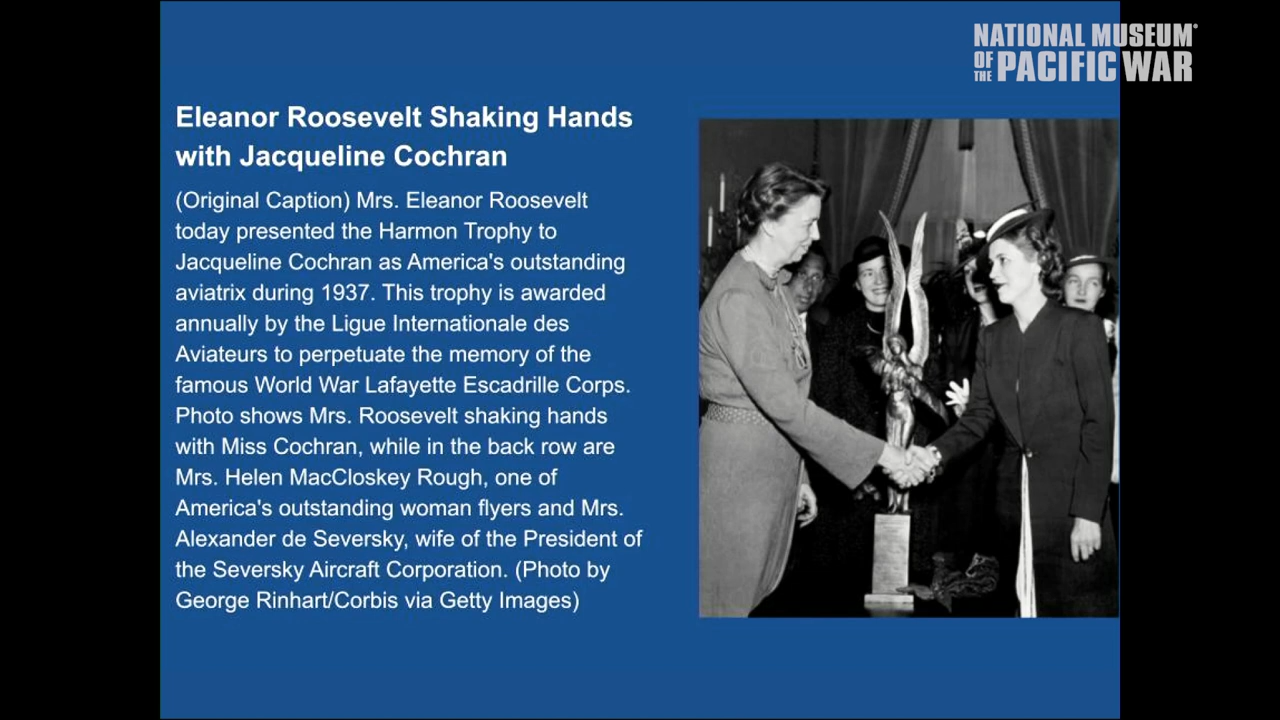 NATIONAL MUSEUM
OF THE PACIFIC WAR
Eleanor Roosevelt Shaking Hands
with Jacqueline Cochran
(Original Caption) Mrs. Eleanor Roosevelt
today presented the Harmon Trophy to
Jacqueline Cochran as America's outstanding
aviatrix during 1937. This trophy is awarded
annually by the Ligue Internationale des
Aviateurs to perpetuate the memory of the
famous World War Lafayette Escadrille Corps.
Photo shows Mrs. Roosevelt shaking hands
with Miss Cochran, while in the back row are
Mrs. Helen MacCloskey Rough, one of
America's outstanding woman flyers and Mrs.
Alexander de Seversky, wife of the President of
the Seversky Aircraft Corporation. (Photo by
George Rinhart/Corbis via Getty Images)